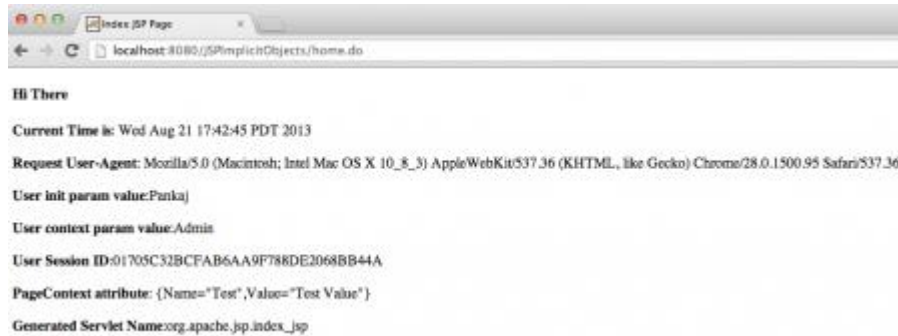 Index JSP Page
localhost:8080/JSPImplicitObjects/home.do
Hi There
Current Time is: Wed Aug 21 17:42:45 PDT 2013
Request User-Agent: Mozilla/5.0 (Macintosh; Intel Mac OS X 10_8_3) AppleWebKit/537.36 (KHTML, like Gecko) Chrome/28.0.1500.95 Safari/537.36
User init param value:Pankaj
User context param value:Admin
User Session ID:01705C32BCFAB6AA9F788DE2068BB44A
PageContext attribute: {Name="Test",Value="Test Value"}
Generated Servlet Name:org.apache.jsp.index_jsp